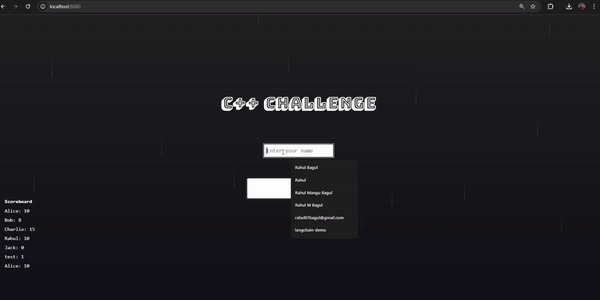 localhost:8080
C++ CHALLENGE
Enter your name
Rahul Bagul
Rahul
Rahul Mangu Bagul
Rahul M Bagul
rahul07bagul@gmail.com
langchain-demo
Scoreboard
Alice: 10
Bob: 8
Charlie: 15
Rahul: 10
Jack: 0
test: 1
Alice: 10